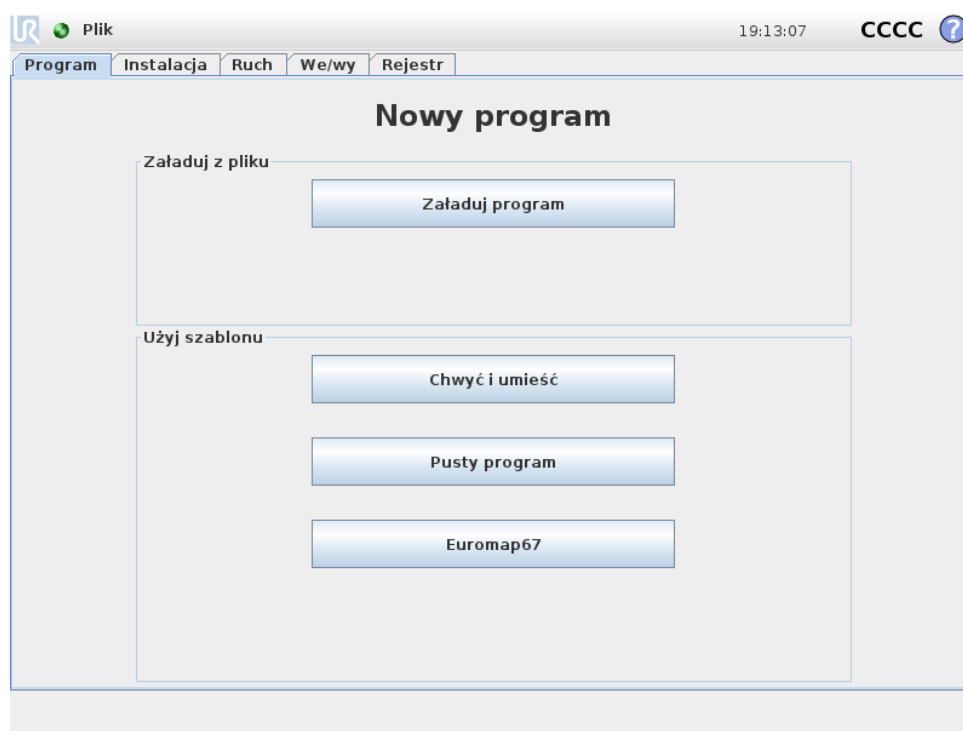 UR Plik 19:13:07 CCCC ?
Program Instalacja Ruch We/wy Rejestr
Nowy program
Załaduj z pliku
Załaduj program
Użyj szablonu
Chwyć i umieść
Pusty program
Euromap67